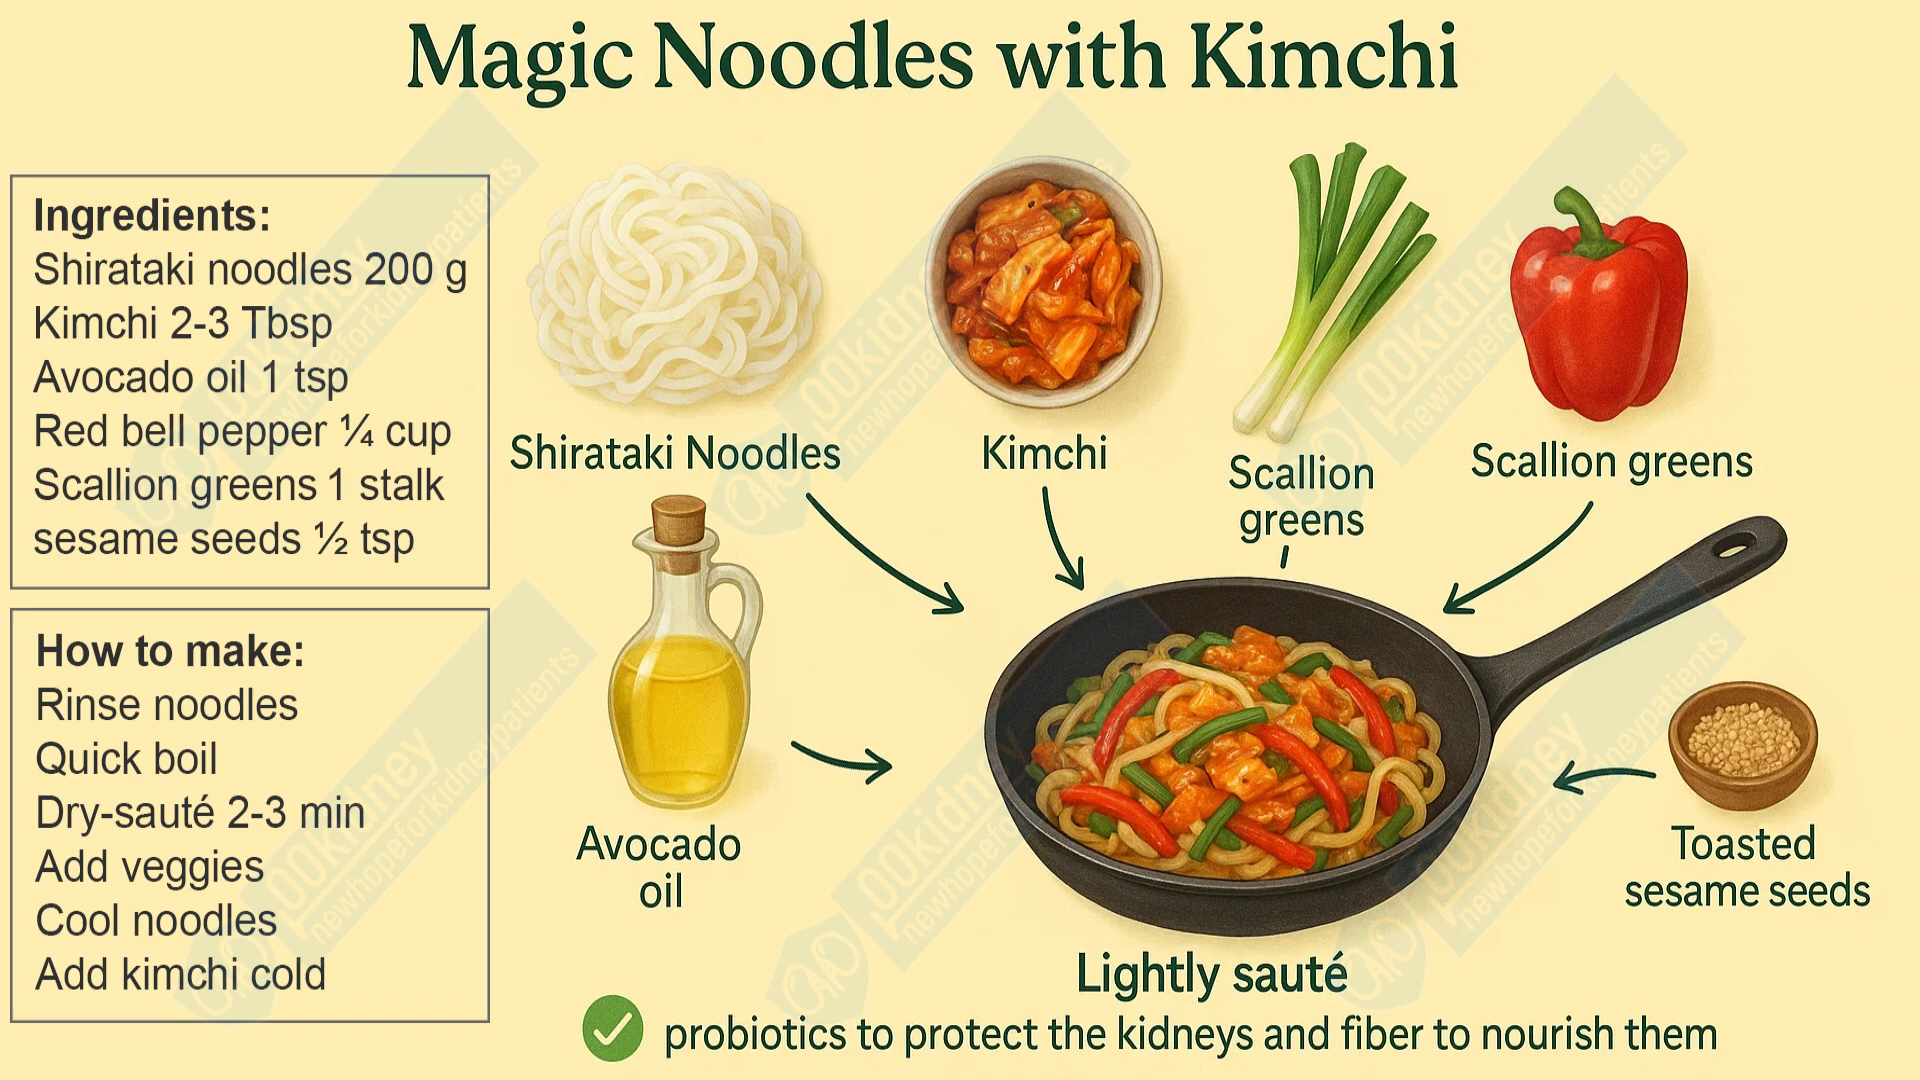 Magic Noodles with Kimchi
Ingredients:
Shirataki noodles 200 g
Kimchi 2-3 Tbsp
Avocado oil 1 tsp
Red bell pepper ¼ cup
Scallion greens 1 stalk
sesame seeds ½ tsp
How to make:
Rinse noodles
Quick boil
Dry-sauté 2-3 min
Add veggies
Cool noodles
Add kimchi cold
Shirataki Noodles
Kimchi
Scallion
greens
Scallion greens
Avocado
oil
Toasted
sesame seeds
Lightly sauté
probiotics to protect the kidneys and fiber to nourish them
00kidney
newhopeforkidneypatients